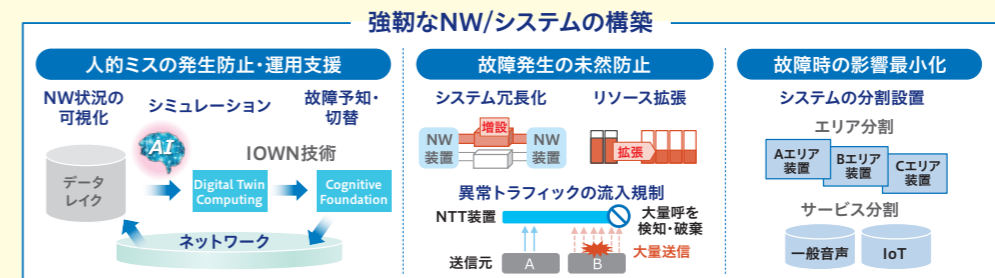 強靭なNW/システムの構築
人的ミスの発生防止・運用支援
NW状況の
可視化
シミュレーション
故障予知・
切替
AI
IOWN技術
データ
レイク
Digital Twin
Computing
Cognitive
Foundation
ネットワーク
故障発生の未然防止
システム冗長化
リソース拡張
NW
装置
増設
NW
装置
拡張
異常トラフィックの流入規制
NTT装置
大量呼を
検知・破棄
大量送信
送信元
A
B
故障時の影響最小化
システムの分割設置
エリア分割
Aエリア
装置
Bエリア
装置
Cエリア
装置
サービス分割
一般音声
IoT